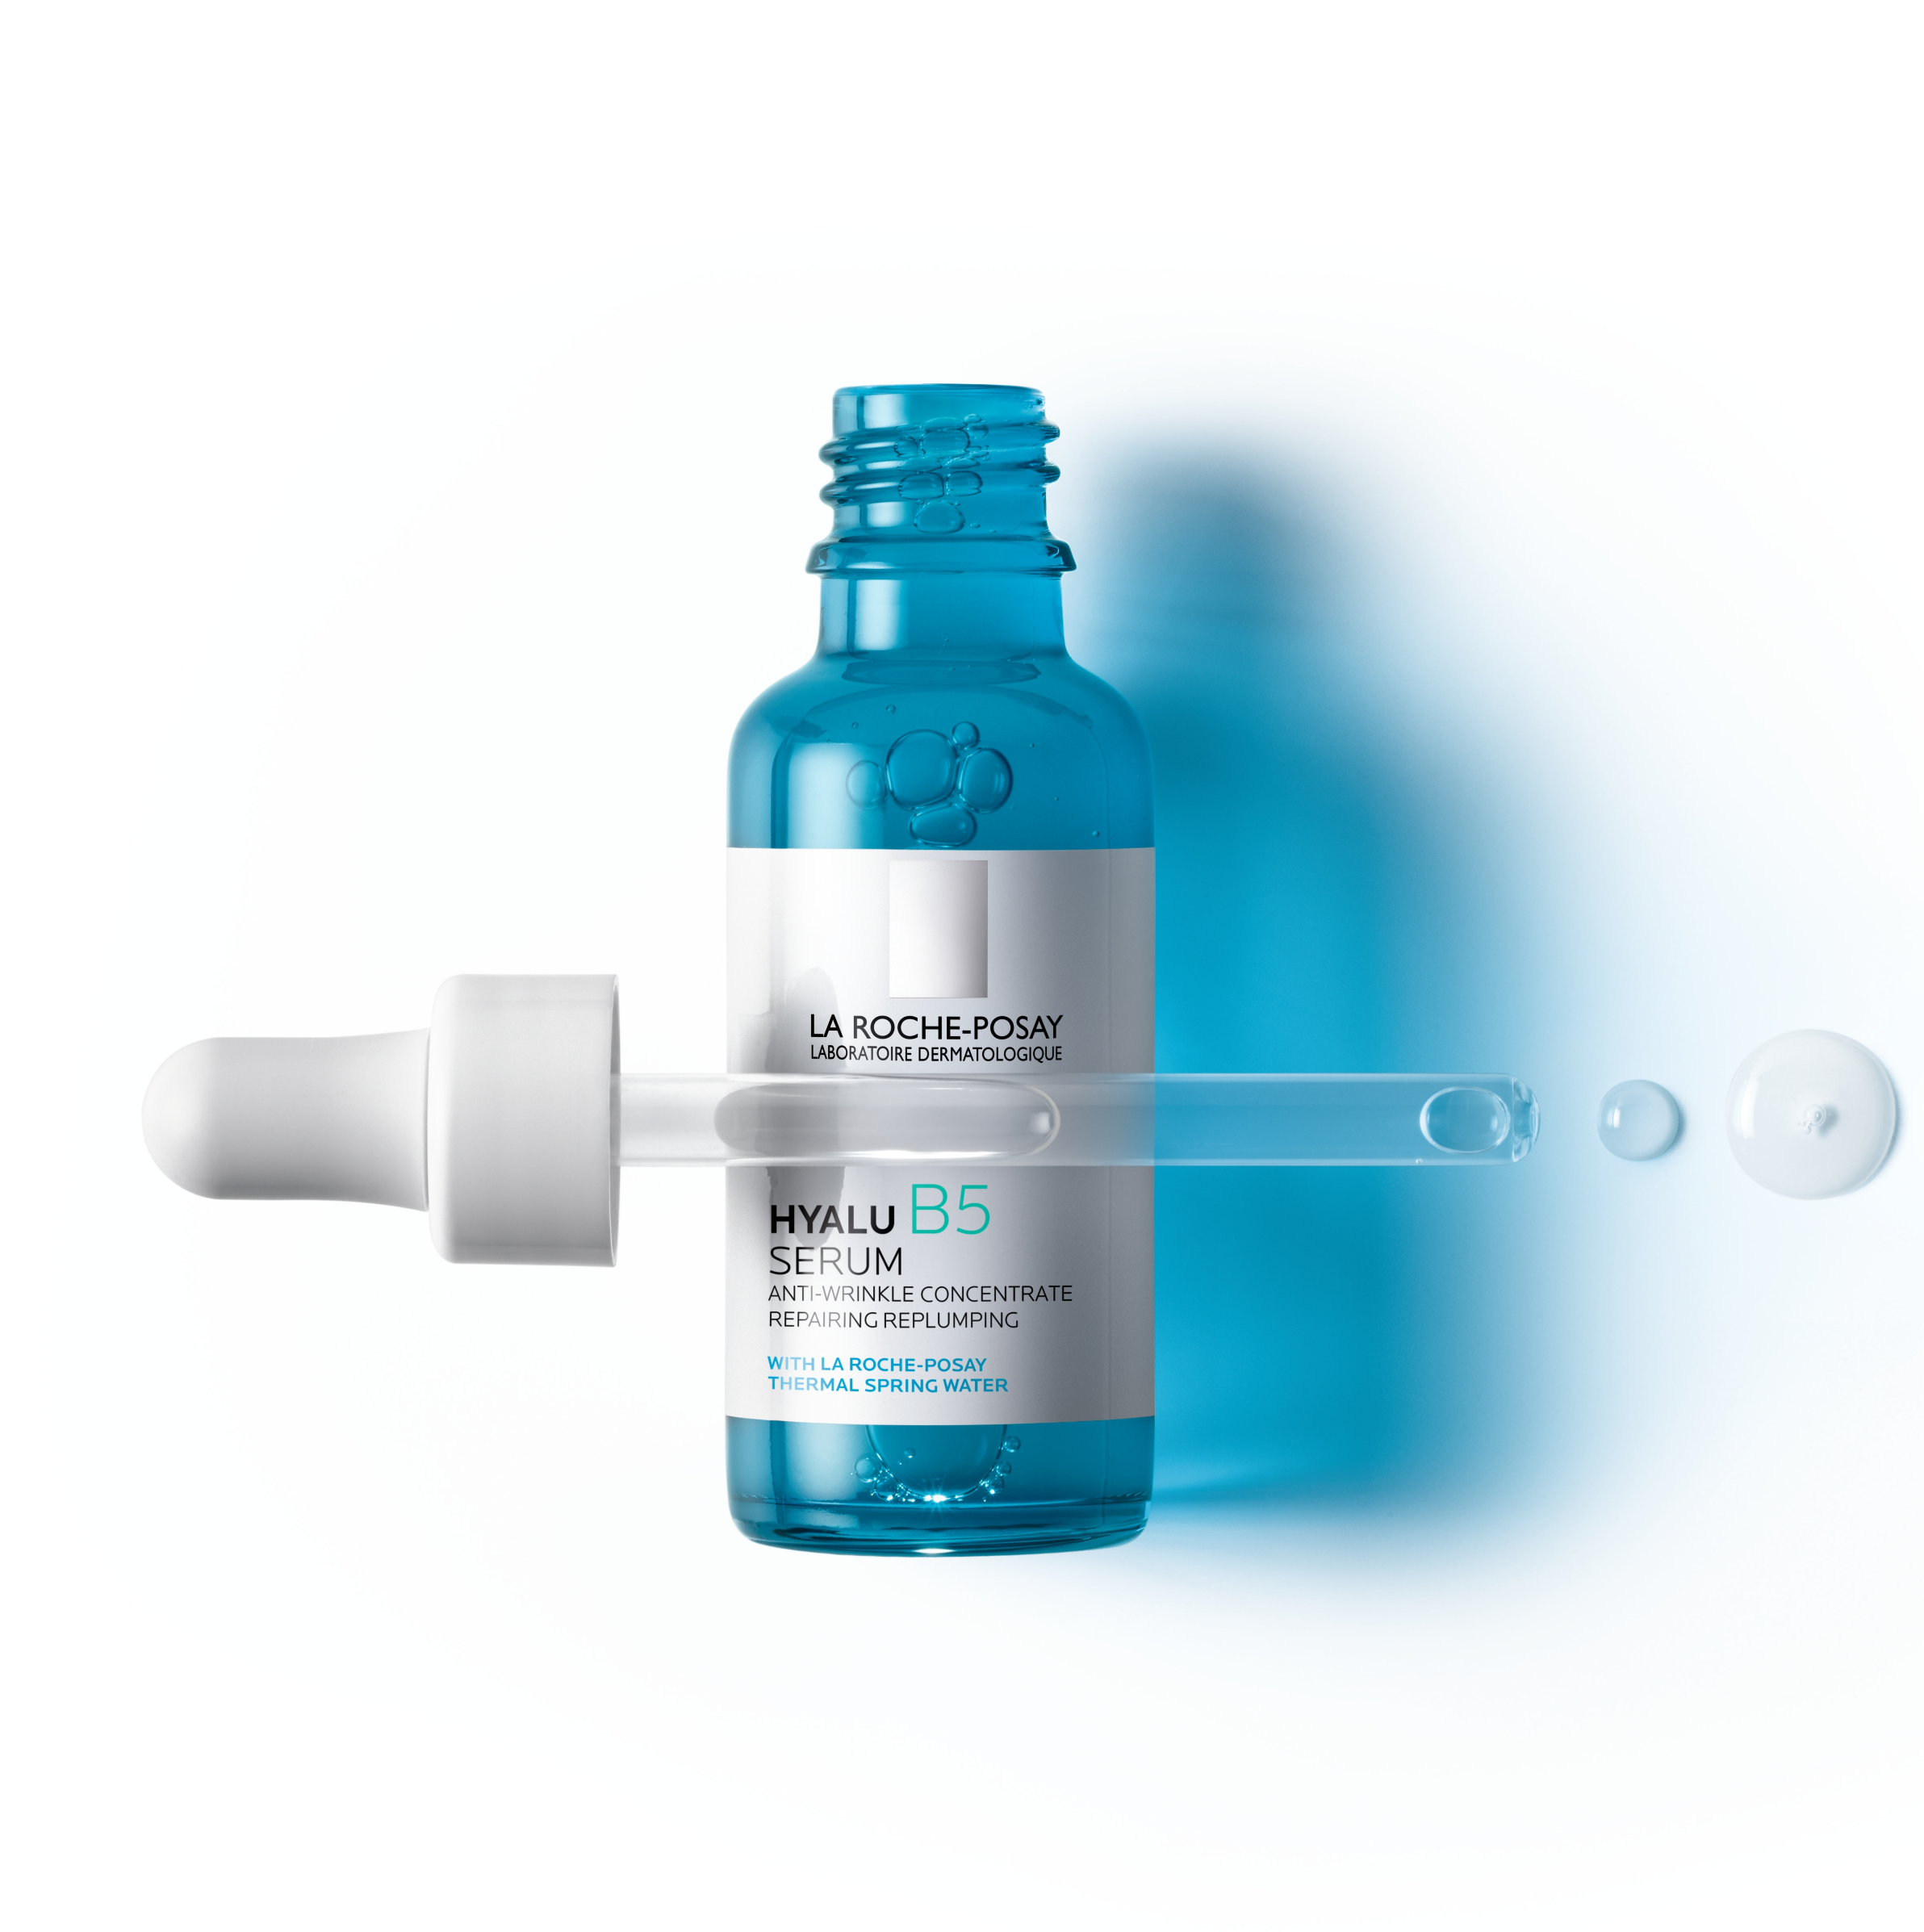 LA ROCHE-POSAY
LABORATOIRE DERMATOLOGIQUE
HYALU B5
SERUM
ANTI-WRINKLE CONCENTRATE
REPAIRING REPLUMPING
WITH LA ROCHE-POSAY
THERMAL SPRING WATER